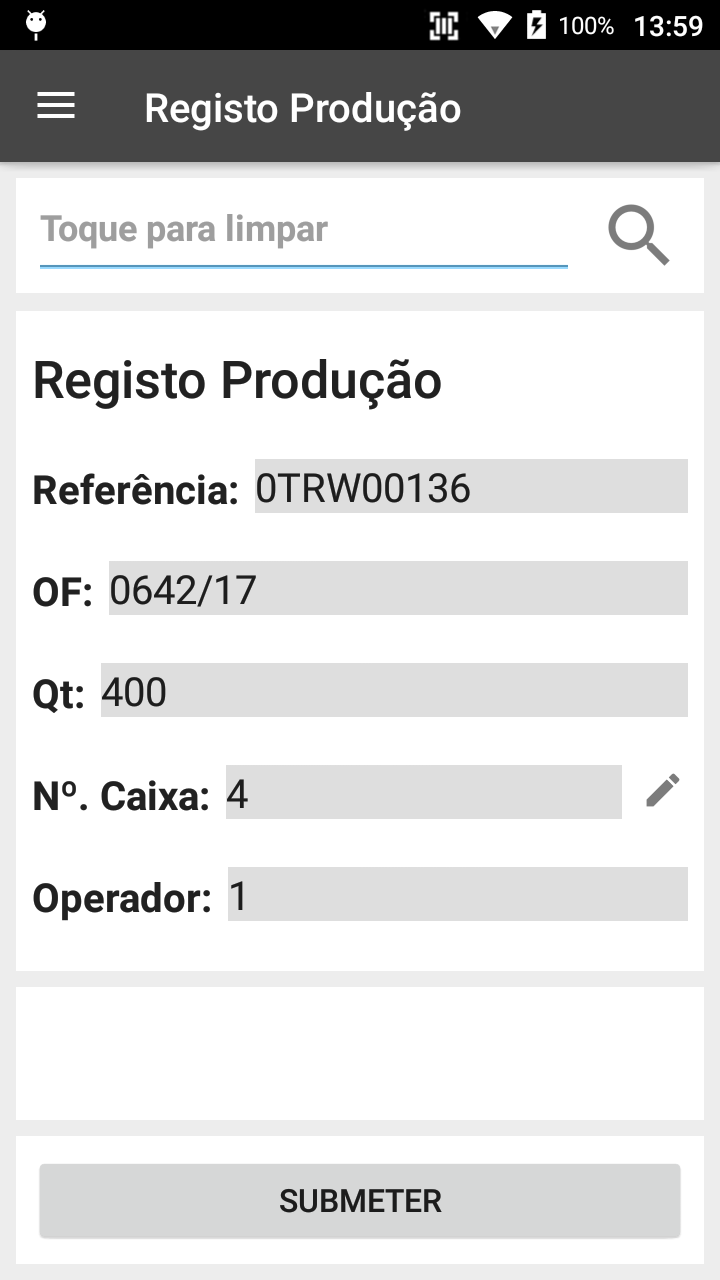 100% 13:59
Registo Produção
Toque para limpar
Registo Produção
Referência: 0TRW00136
OF: 0642/17
Qt: 400
Nº. Caixa: 4
Operador: 1
SUBMETER